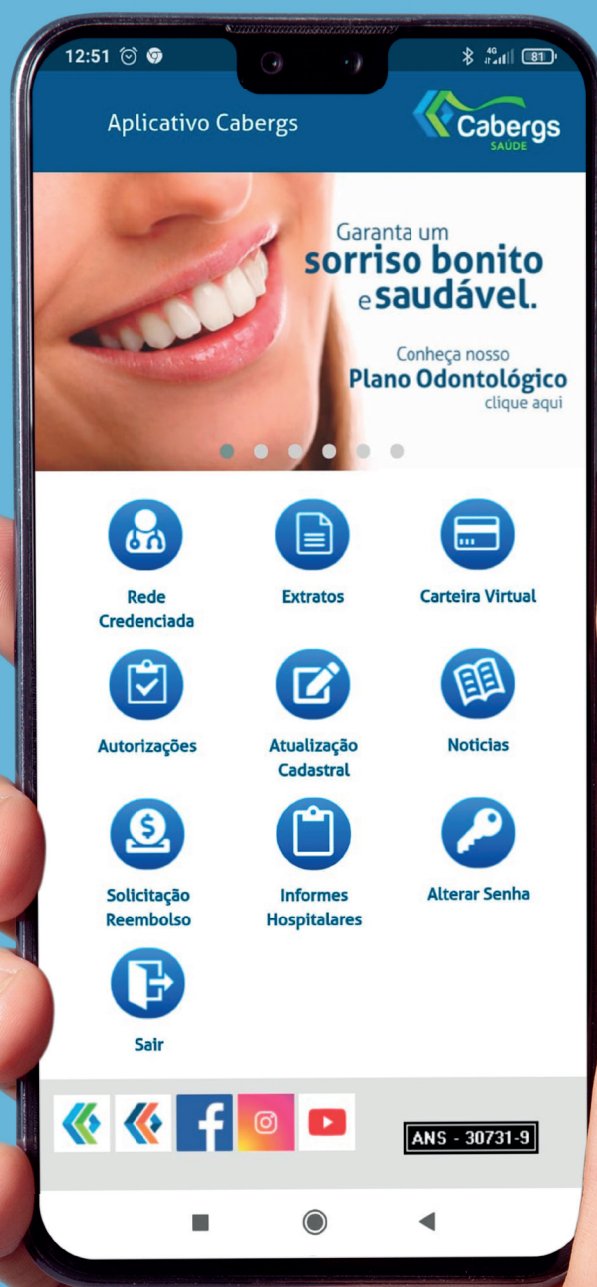 12:51
4G
81
Aplicativo Cabergs
Cabergs
SAÚDE
Garanta um
sorriso bonito
e saudável.
Conheça nosso
Plano Odontológico
clique aqui
Rede
Credenciada
Extratos
Carteira Virtual
Autorizações
Atualização
Cadastral
Noticias
Solicitação
Reembolso
Informes
Hospitalares
Alterar Senha
Sair
ANS - 30731-9